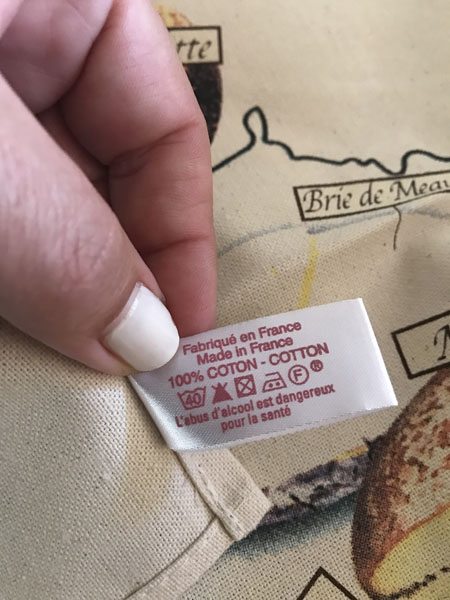 tte
Brie de Meau
M
Fabriqué en France
Made in France
100% COTON - COTTON
40 F ®
L'abus d'alcool est dangereux
pour la santé